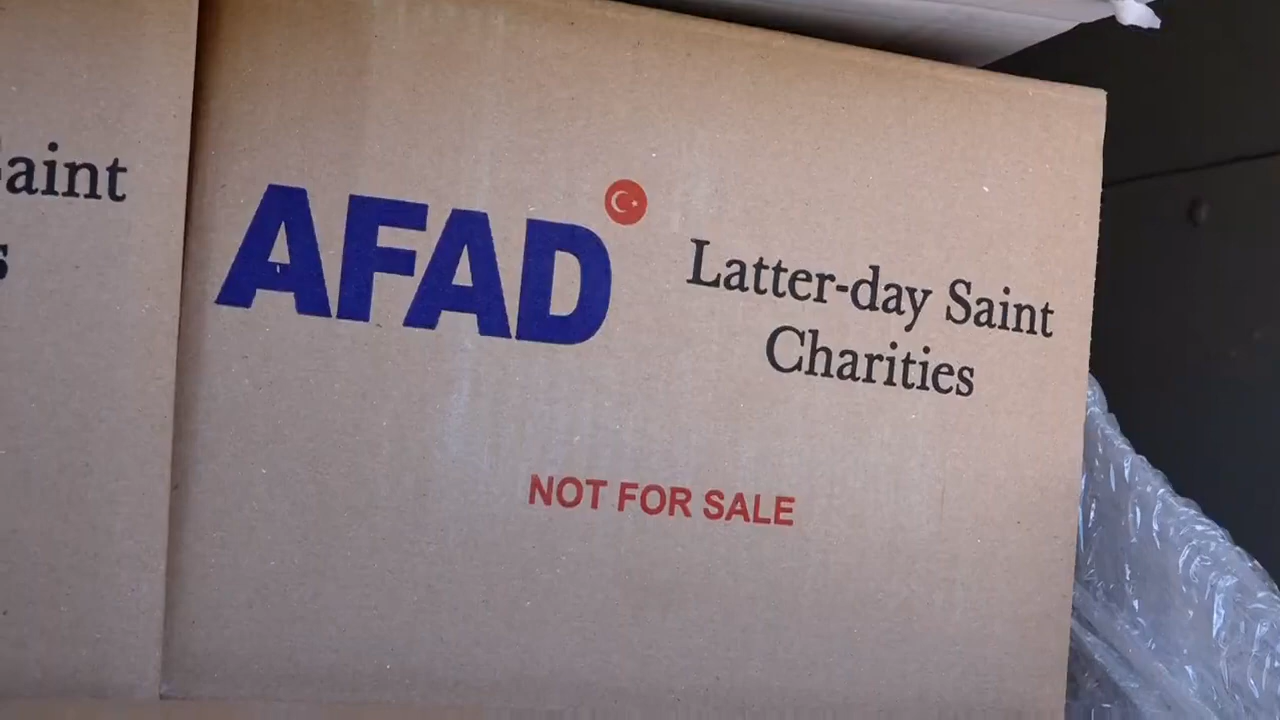 aint
s
AFAD
Latter-day Saint
Charities
NOT FOR SALE